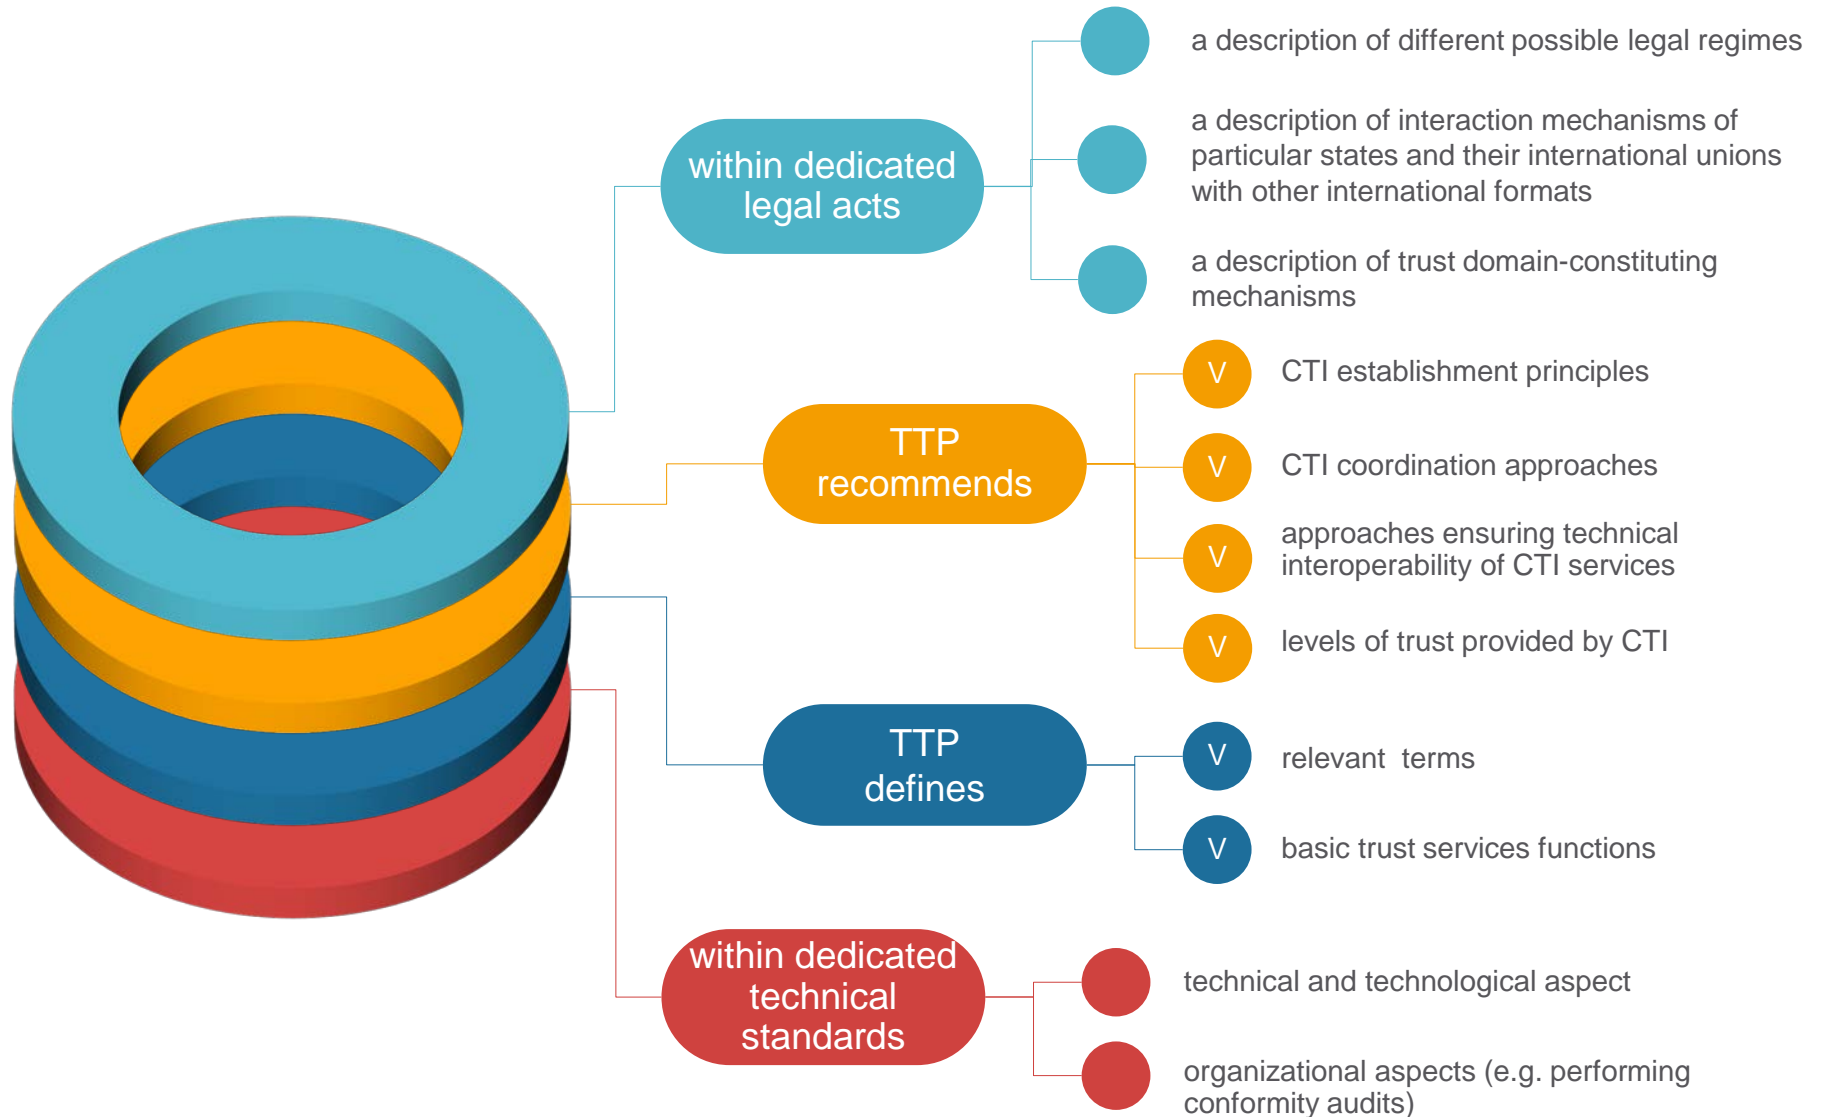 within dedicated
legal acts
a description of different possible legal regimes
a description of interaction mechanisms of
particular states and their international unions
with other international formats
a description of trust domain-constituting
mechanisms
TTP
recommends
V
CTI establishment principles
V
CTI coordination approaches
V
approaches ensuring technical
interoperability of CTI services
V
levels of trust provided by CTI
TTP
defines
V
relevant terms
V
basic trust services functions
within dedicated
technical
standards
technical and technological aspect
organizational aspects (e.g. performing
conformity audits)